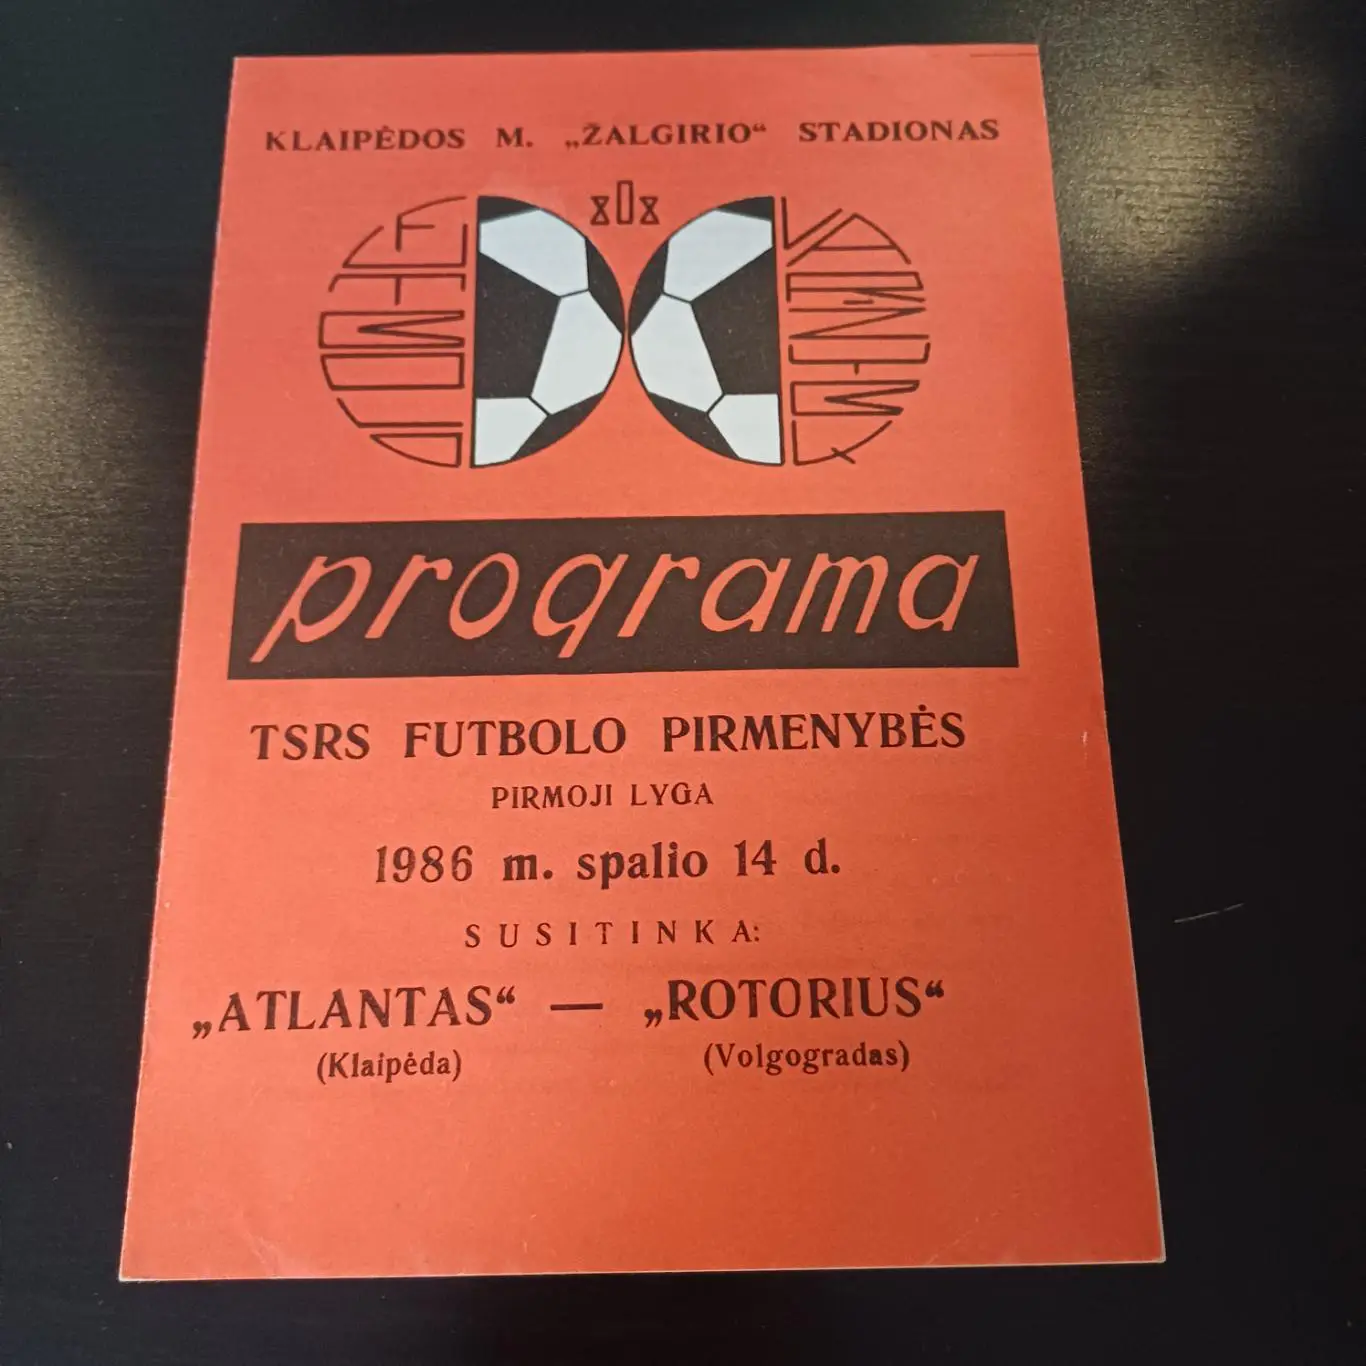 KLAIPĖDOS M. „ŽALGIRIO“ STADIONAS
programa
TSRS FUTBOLO PIRMENYBĖS
PIRMOJI LYGA
1986 m. spalio 14 d.
SUSITINKA:
„ATLANTAS“ — „ROTORIUS“
(Klaipėda) (Volgogradas)